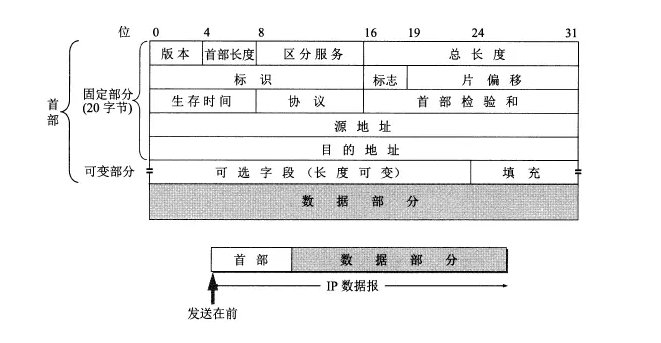 位 0 4 8 16 19 24 31
版 本 首部长度 区 分 服 务 总 长 度
标 识 标志 片 偏 移
生 存 时 间 协 议 首 部 检 验 和
源 地 址
目 的 地 址
可 选 字 段 （长 度 可 变） 填 充
数 据 部 分
首部
固定部分
(20 字节)
可变部分
首 部 数 据 部 分
IP 数据报
发送在前